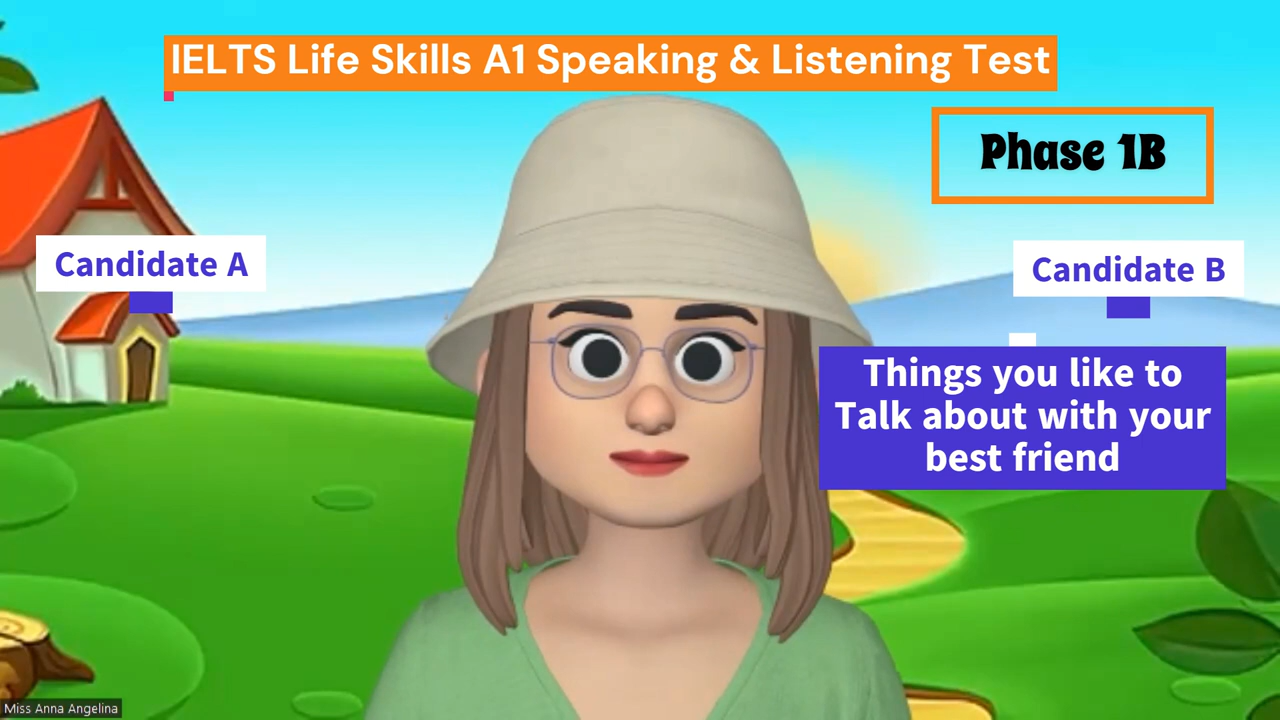 IELTS Life Skills A1 Speaking & Listening Test
Phase 1B
Candidate A
Candidate B
Things you like to
Talk about with your
best friend
Miss Anna Angelina